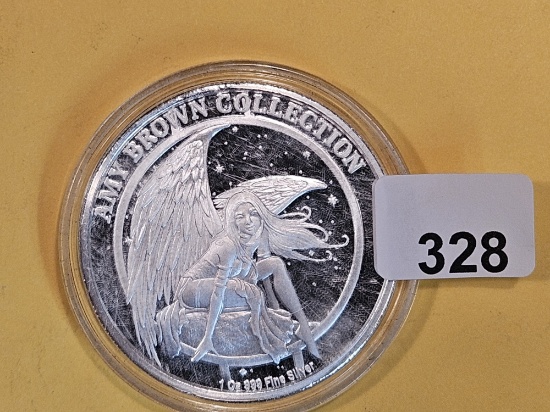 AMY BROWN COLLECTION
328
1 Oz 999 Fine Silver